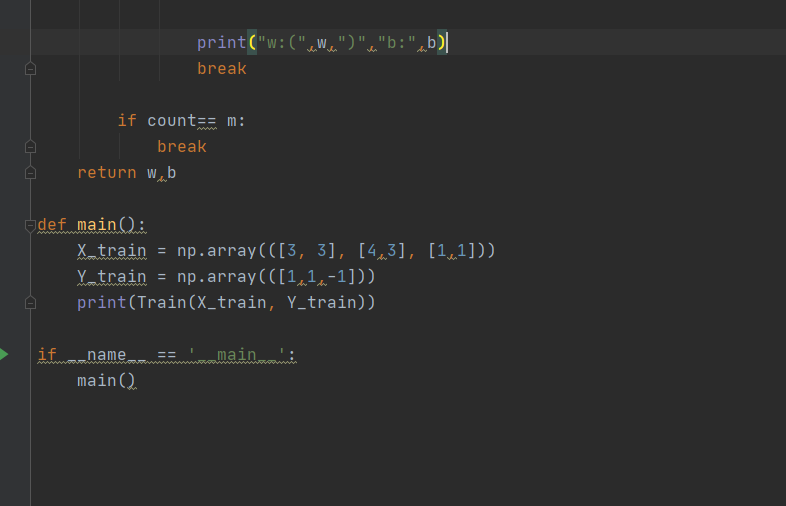 print("w:(",w,")","b:",b)
break
if count== m:
break
return w,b
def main():
X_train = np.array(([3, 3], [4,3], [1,1]))
Y_train = np.array(([1,1,-1]))
print(Train(X_train, Y_train))
if __name__ == '__main__':
main()